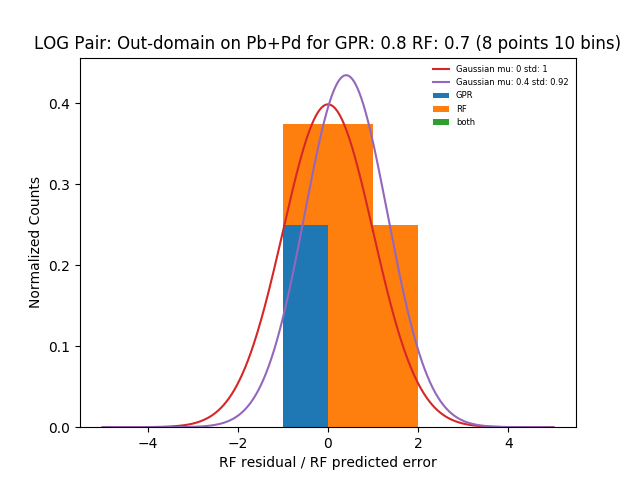 LOG Pair: Out-domain on Pb+Pd for GPR: 0.8 RF: 0.7 (8 points 10 bins)
Gaussian mu: 0 std: 1
Gaussian mu: 0.4 std: 0.92
GPR
RF
both
Normalized Counts
0.4
0.3
0.2
0.1
0.0
−4 −2 0 2 4
RF residual / RF predicted error